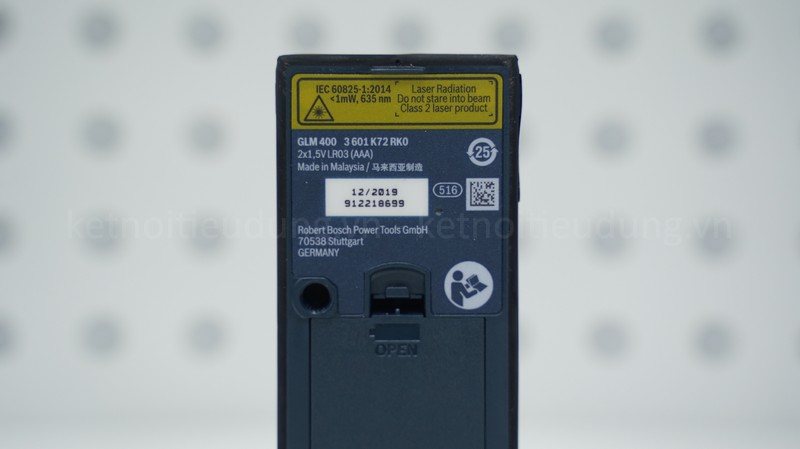 IEC 60825-1:2014
<1mW, 635 nm
Laser Radiation
Do not stare into beam
Class 2 laser product
GLM 400 3 601 K72 RK0
2x1,5V LR03 (AAA)
Made in Malaysia / 马来西亚制造
25
12/2019
912218699
516
Robert Bosch Power Tools GmbH
70538 Stuttgart
GERMANY
OPEN